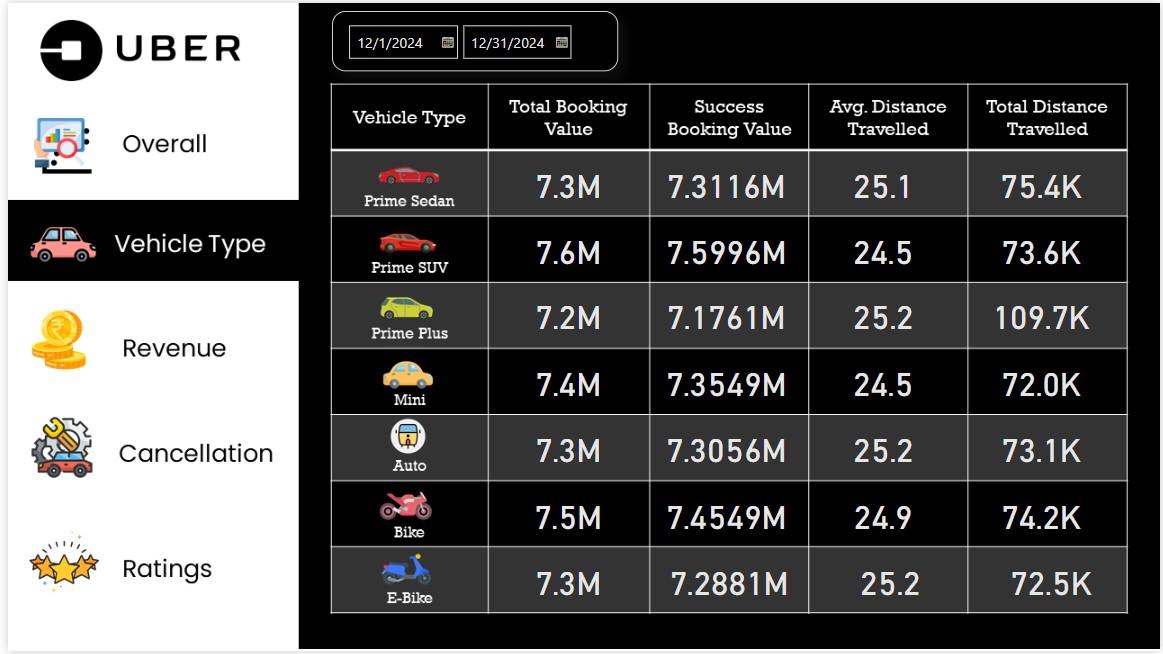 UBER
Overall
Vehicle Type
Revenue
Cancellation
Ratings
12/1/2024 12/31/2024
Vehicle Type Total Booking Value Success Booking Value Avg. Distance Travelled Total Distance Travelled
Prime Sedan 7.3M 7.3116M 25.1 75.4K
Prime SUV 7.6M 7.5996M 24.5 73.6K
Prime Plus 7.2M 7.1761M 25.2 109.7K
Mini 7.4M 7.3549M 24.5 72.0K
Auto 7.3M 7.3056M 25.2 73.1K
Bike 7.5M 7.4549M 24.9 74.2K
E-Bike 7.3M 7.2881M 25.2 72.5K